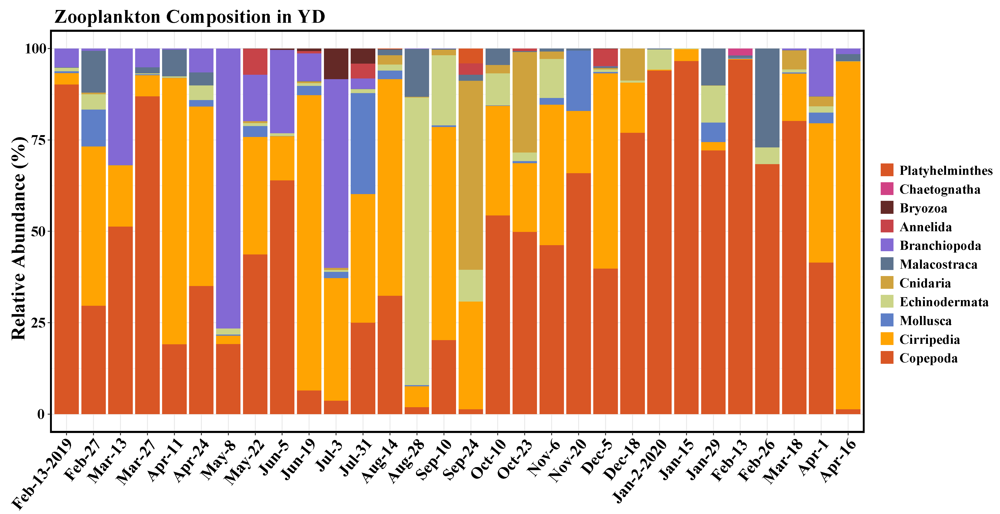 Zooplankton Composition in YD
Relative Abundance (%)
100
75
50
25
0
Feb-13-2019
Feb-27
Mar-13
Mar-27
Apr-11
Apr-24
May-8
May-22
Jun-5
Jun-19
Jul-3
Jul-31
Aug-14
Aug-28
Sep-10
Sep-24
Oct-10
Oct-23
Nov-6
Nov-20
Dec-5
Dec-18
Jan-2-2020
Jan-15
Jan-29
Feb-13
Feb-26
Mar-18
Apr-1
Apr-16
Platyhelminthes
Chaetognatha
Bryozoa
Annelida
Branchiopoda
Malacostraca
Cnidaria
Echinodermata
Mollusca
Cirripedia
Copepoda